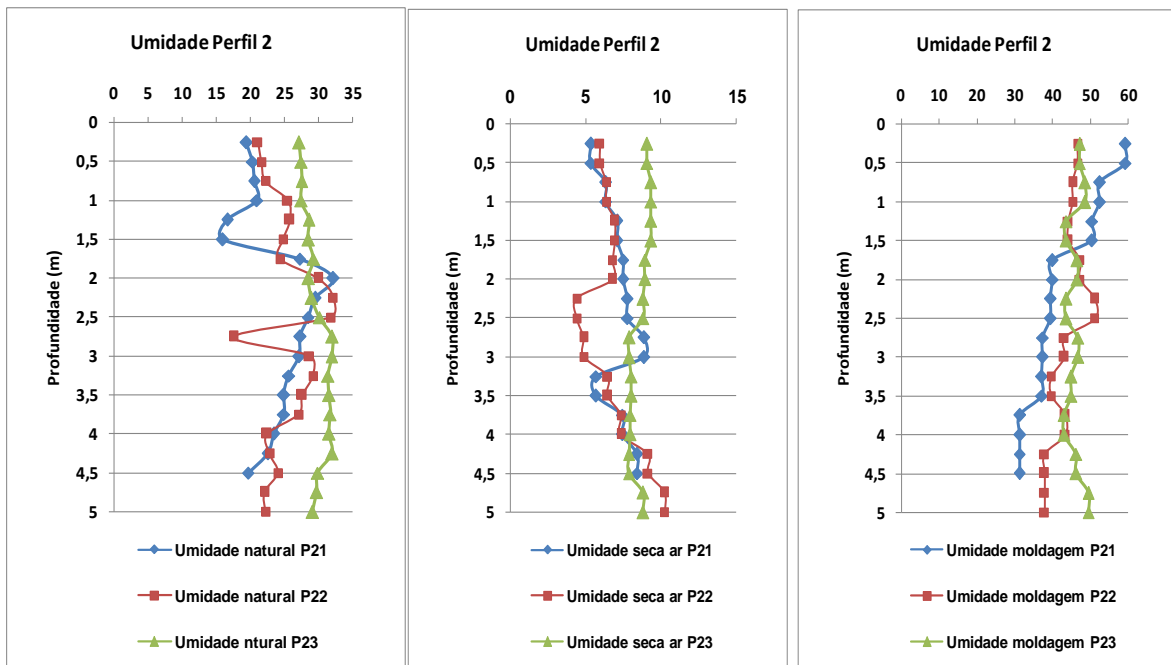 Umidade Perfil 2
0 5 10 15 20 25 30 35
Profundidade (m)
0
0,5
1
1,5
2
2,5
3
3,5
4
4,5
5
Umidade natural P21
Umidade natural P22
Umidade ntural P23
Umidade Perfil 2
0 5 10 15
Profundidade (m)
0
0,5
1
1,5
2
2,5
3
3,5
4
4,5
5
Umidade seca ar P21
Umidade seca ar P22
Umidade seca ar P23
Umidade Perfil 2
0 10 20 30 40 50 60
Profundidade (m)
0
0,5
1
1,5
2
2,5
3
3,5
4
4,5
5
Umidade moldagem P21
Umidade moldagem P22
Umidade moldagem P23